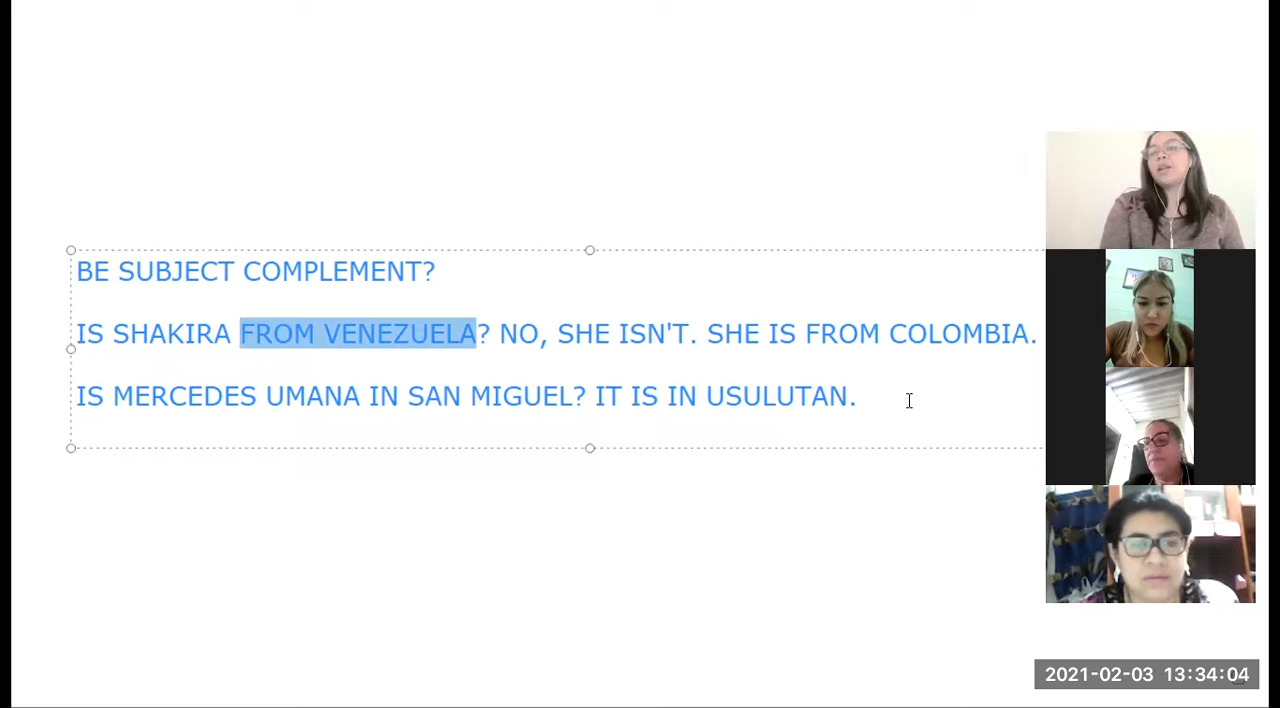 BE SUBJECT COMPLEMENT?
IS SHAKIRA FROM VENEZUELA? NO, SHE ISN'T. SHE IS FROM COLOMBIA.
IS MERCEDES UMANA IN SAN MIGUEL? IT IS IN USULUTAN.
2021-02-03 13:34:04